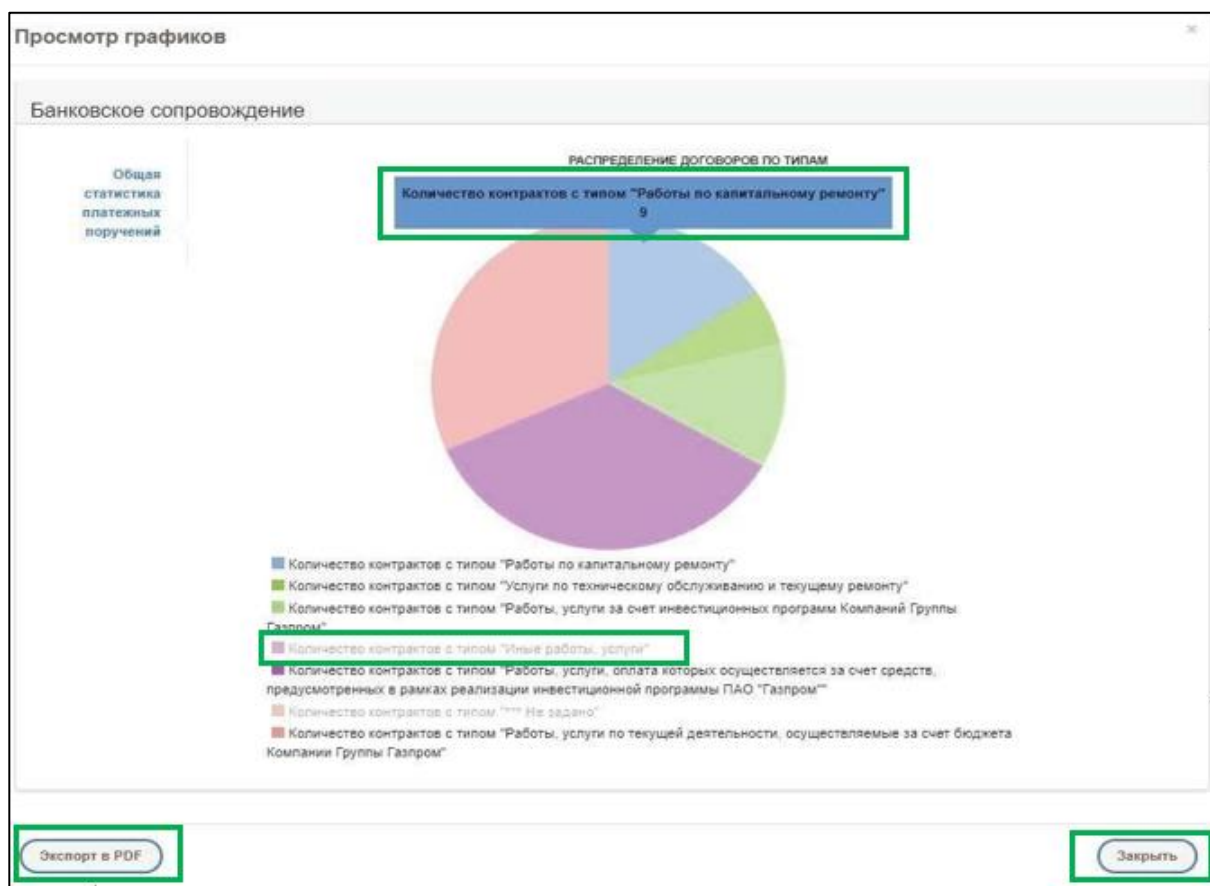 Просмотр графиков
×
Банковское сопровождение
Общая
статистика
платежных
поручений
РАСПРЕДЕЛЕНИЕ ДОГОВОРОВ ПО ТИПАМ
Количество контрактов с типом "Работы по капитальному ремонту"
9
Количество контрактов с типом "Работы по капитальному ремонту"
Количество контрактов с типом "Услуги по техническому обслуживанию и текущему ремонту"
Количество контрактов с типом "Работы, услуги за счет инвестиционных программ Компаний Группы
Газпром"
Количество контрактов с типом "Иные работы, услуги"
Количество контрактов с типом "Работы, услуги, оплата которых осуществляется за счет средств,
предусмотренных в рамках реализации инвестиционной программы ПАО "Газпром""
Количество контрактов с типом "*** Не задано"
Количество контрактов с типом "Работы, услуги по текущей деятельности, осуществляемые за счет бюджета
Компании Группы Газпром"
Экспорт в PDF
Закрыть